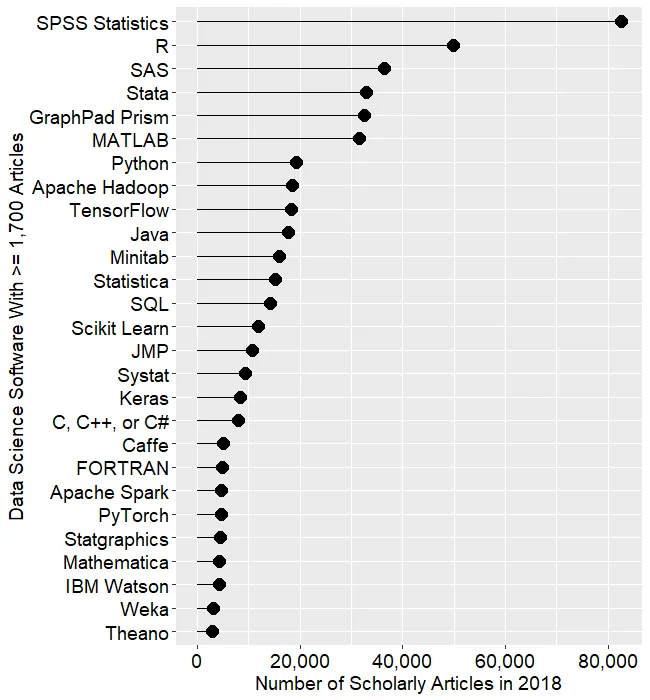 Data Science Software With >= 1,700 Articles
SPSS Statistics
R
SAS
Stata
GraphPad Prism
MATLAB
Python
Apache Hadoop
TensorFlow
Java
Minitab
Statistica
SQL
Scikit Learn
JMP
Systat
Keras
C, C++, or C#
Caffe
FORTRAN
Apache Spark
PyTorch
Statgraphics
Mathematica
IBM Watson
Weka
Theano
0 20,000 40,000 60,000 80,000
Number of Scholarly Articles in 2018